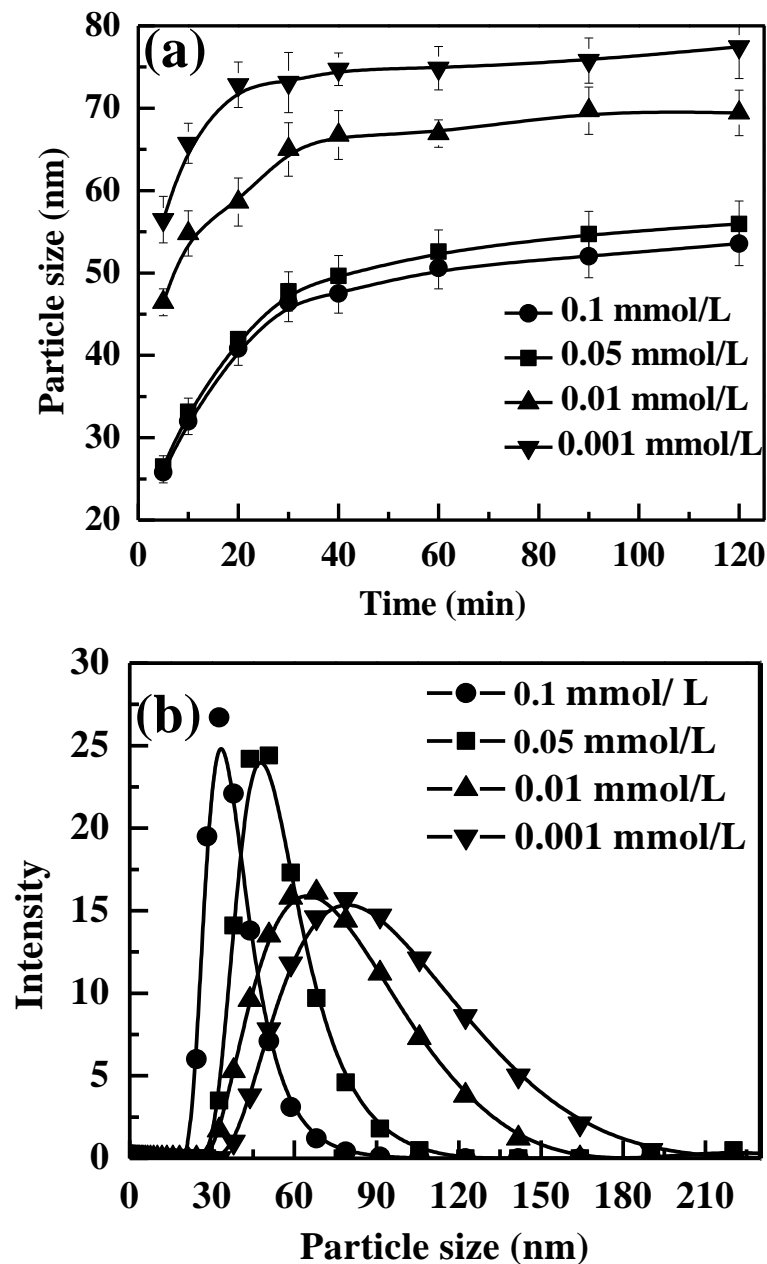 (a)
80
70
60
50
40
30
20
Particle size (nm)
0.1 mmol/L
0.05 mmol/L
0.01 mmol/L
0.001 mmol/L
0 20 40 60 80 100 120
Time (min)
(b)
30
25
20
15
10
5
0
Intensity
0.1 mmol/ L
0.05 mmol/L
0.01 mmol/L
0.001 mmol/L
0 30 60 90 120 150 180 210
Particle size (nm)